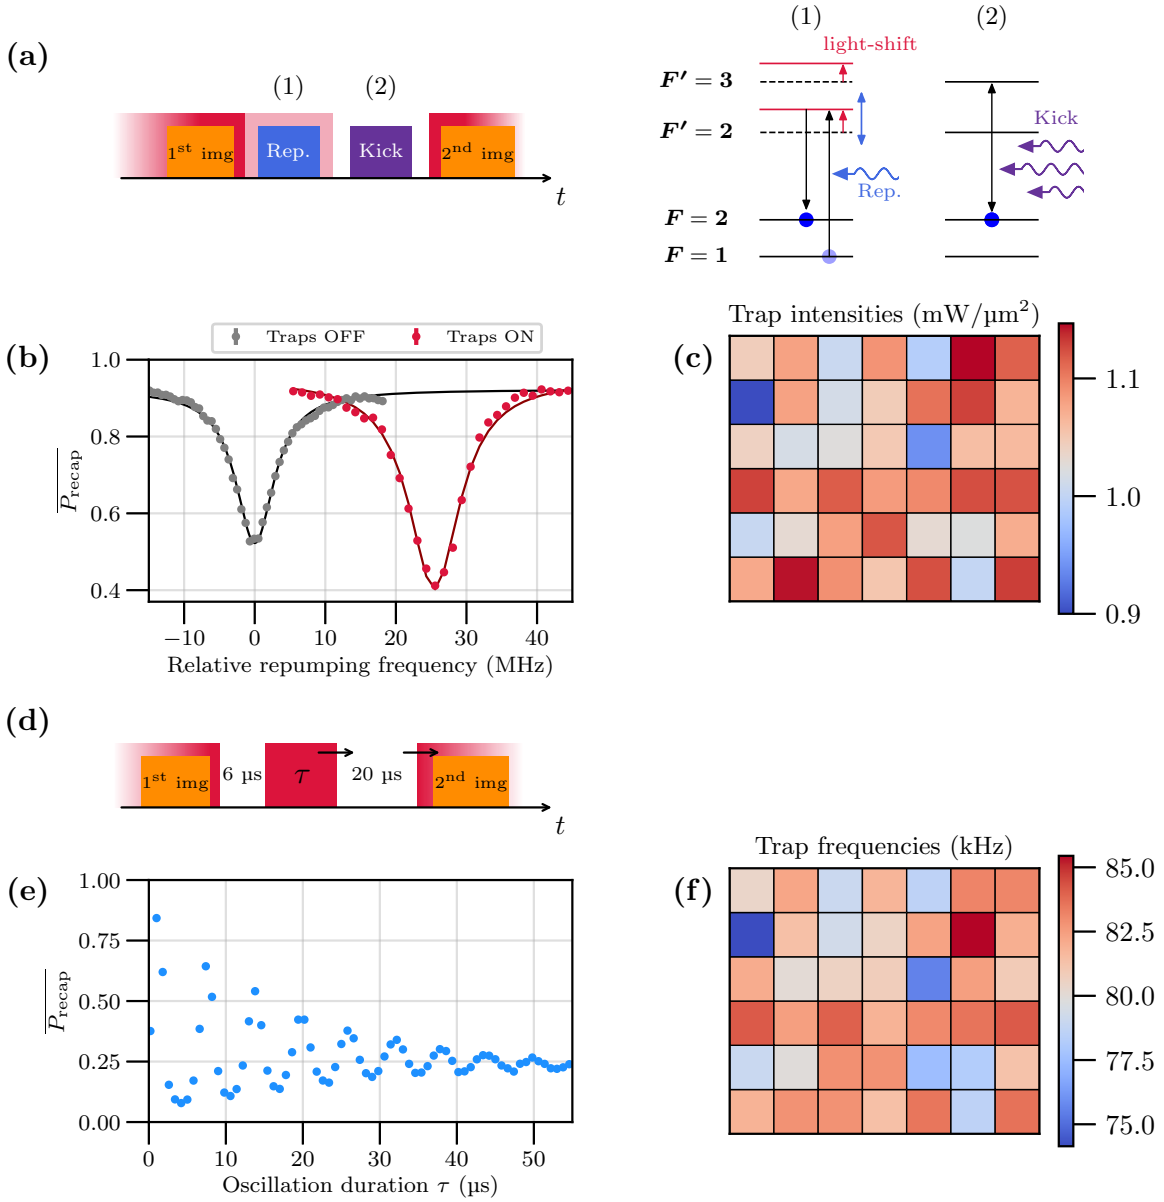 (a)
(1)
(2)
1st img
Rep.
Kick
2nd img
t
(1)
(2)
light-shift
F' = 3
F' = 2
Kick
Rep.
F = 2
F = 1
(b)
Traps OFF
Traps ON
1.0
0.8
0.6
0.4
P_recap
−10
0
10
20
30
40
Relative repumping frequency (MHz)
(c)
Trap intensities (mW/µm²)
1.1
1.0
0.9
(d)
1st img
6 µs
τ
20 µs
2nd img
t
(e)
1.00
0.75
0.50
0.25
0.00
P_recap
0
10
20
30
40
50
Oscillation duration τ (µs)
(f)
Trap frequencies (kHz)
85.0
82.5
80.0
77.5
75.0